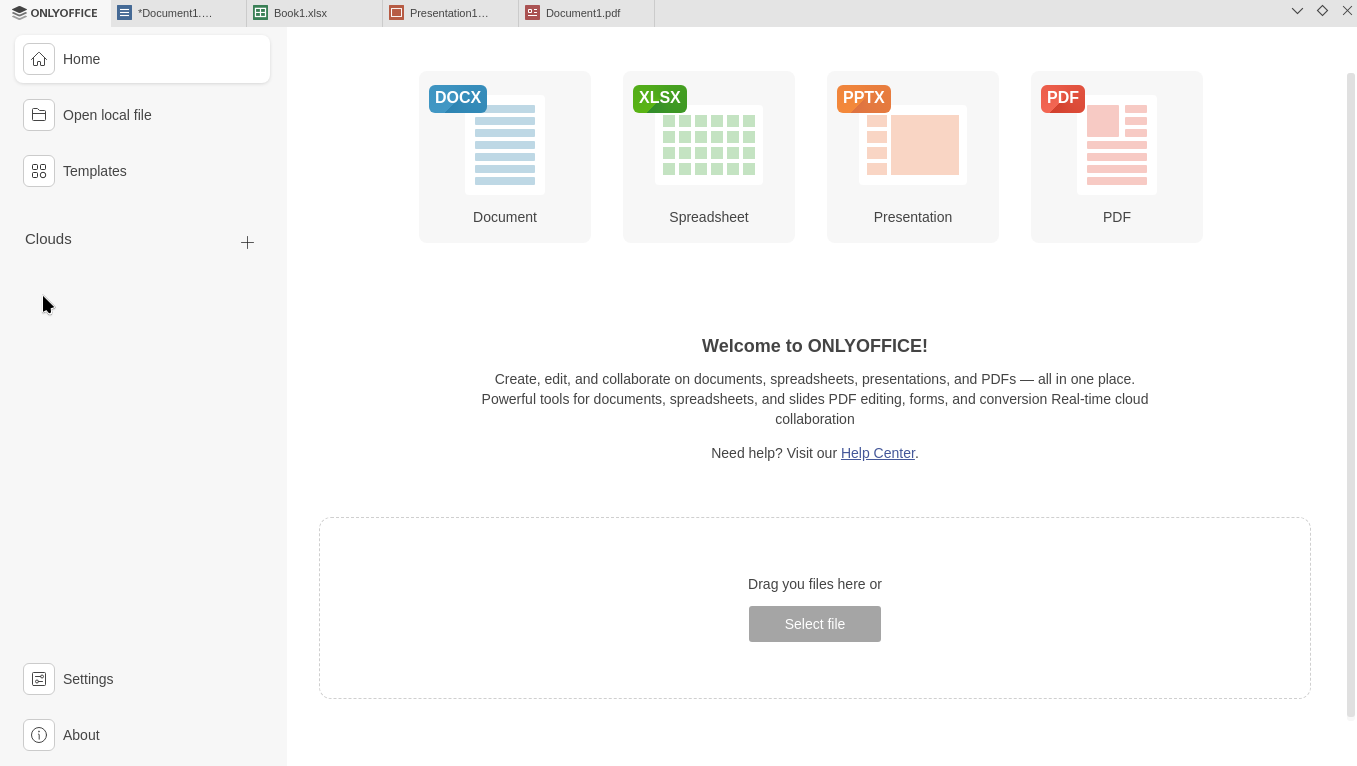 ONLYOFFICE
*Document1....
Book1.xlsx
Presentation1...
Document1.pdf
Home
Open local file
Templates
Clouds
DOCX
Document
XLSX
Spreadsheet
PPTX
Presentation
PDF
PDF
Welcome to ONLYOFFICE!
Create, edit, and collaborate on documents, spreadsheets, presentations, and PDFs — all in one place.
Powerful tools for documents, spreadsheets, and slides PDF editing, forms, and conversion Real-time cloud
collaboration
Need help? Visit our Help Center.
Drag you files here or
Select file
Settings
About